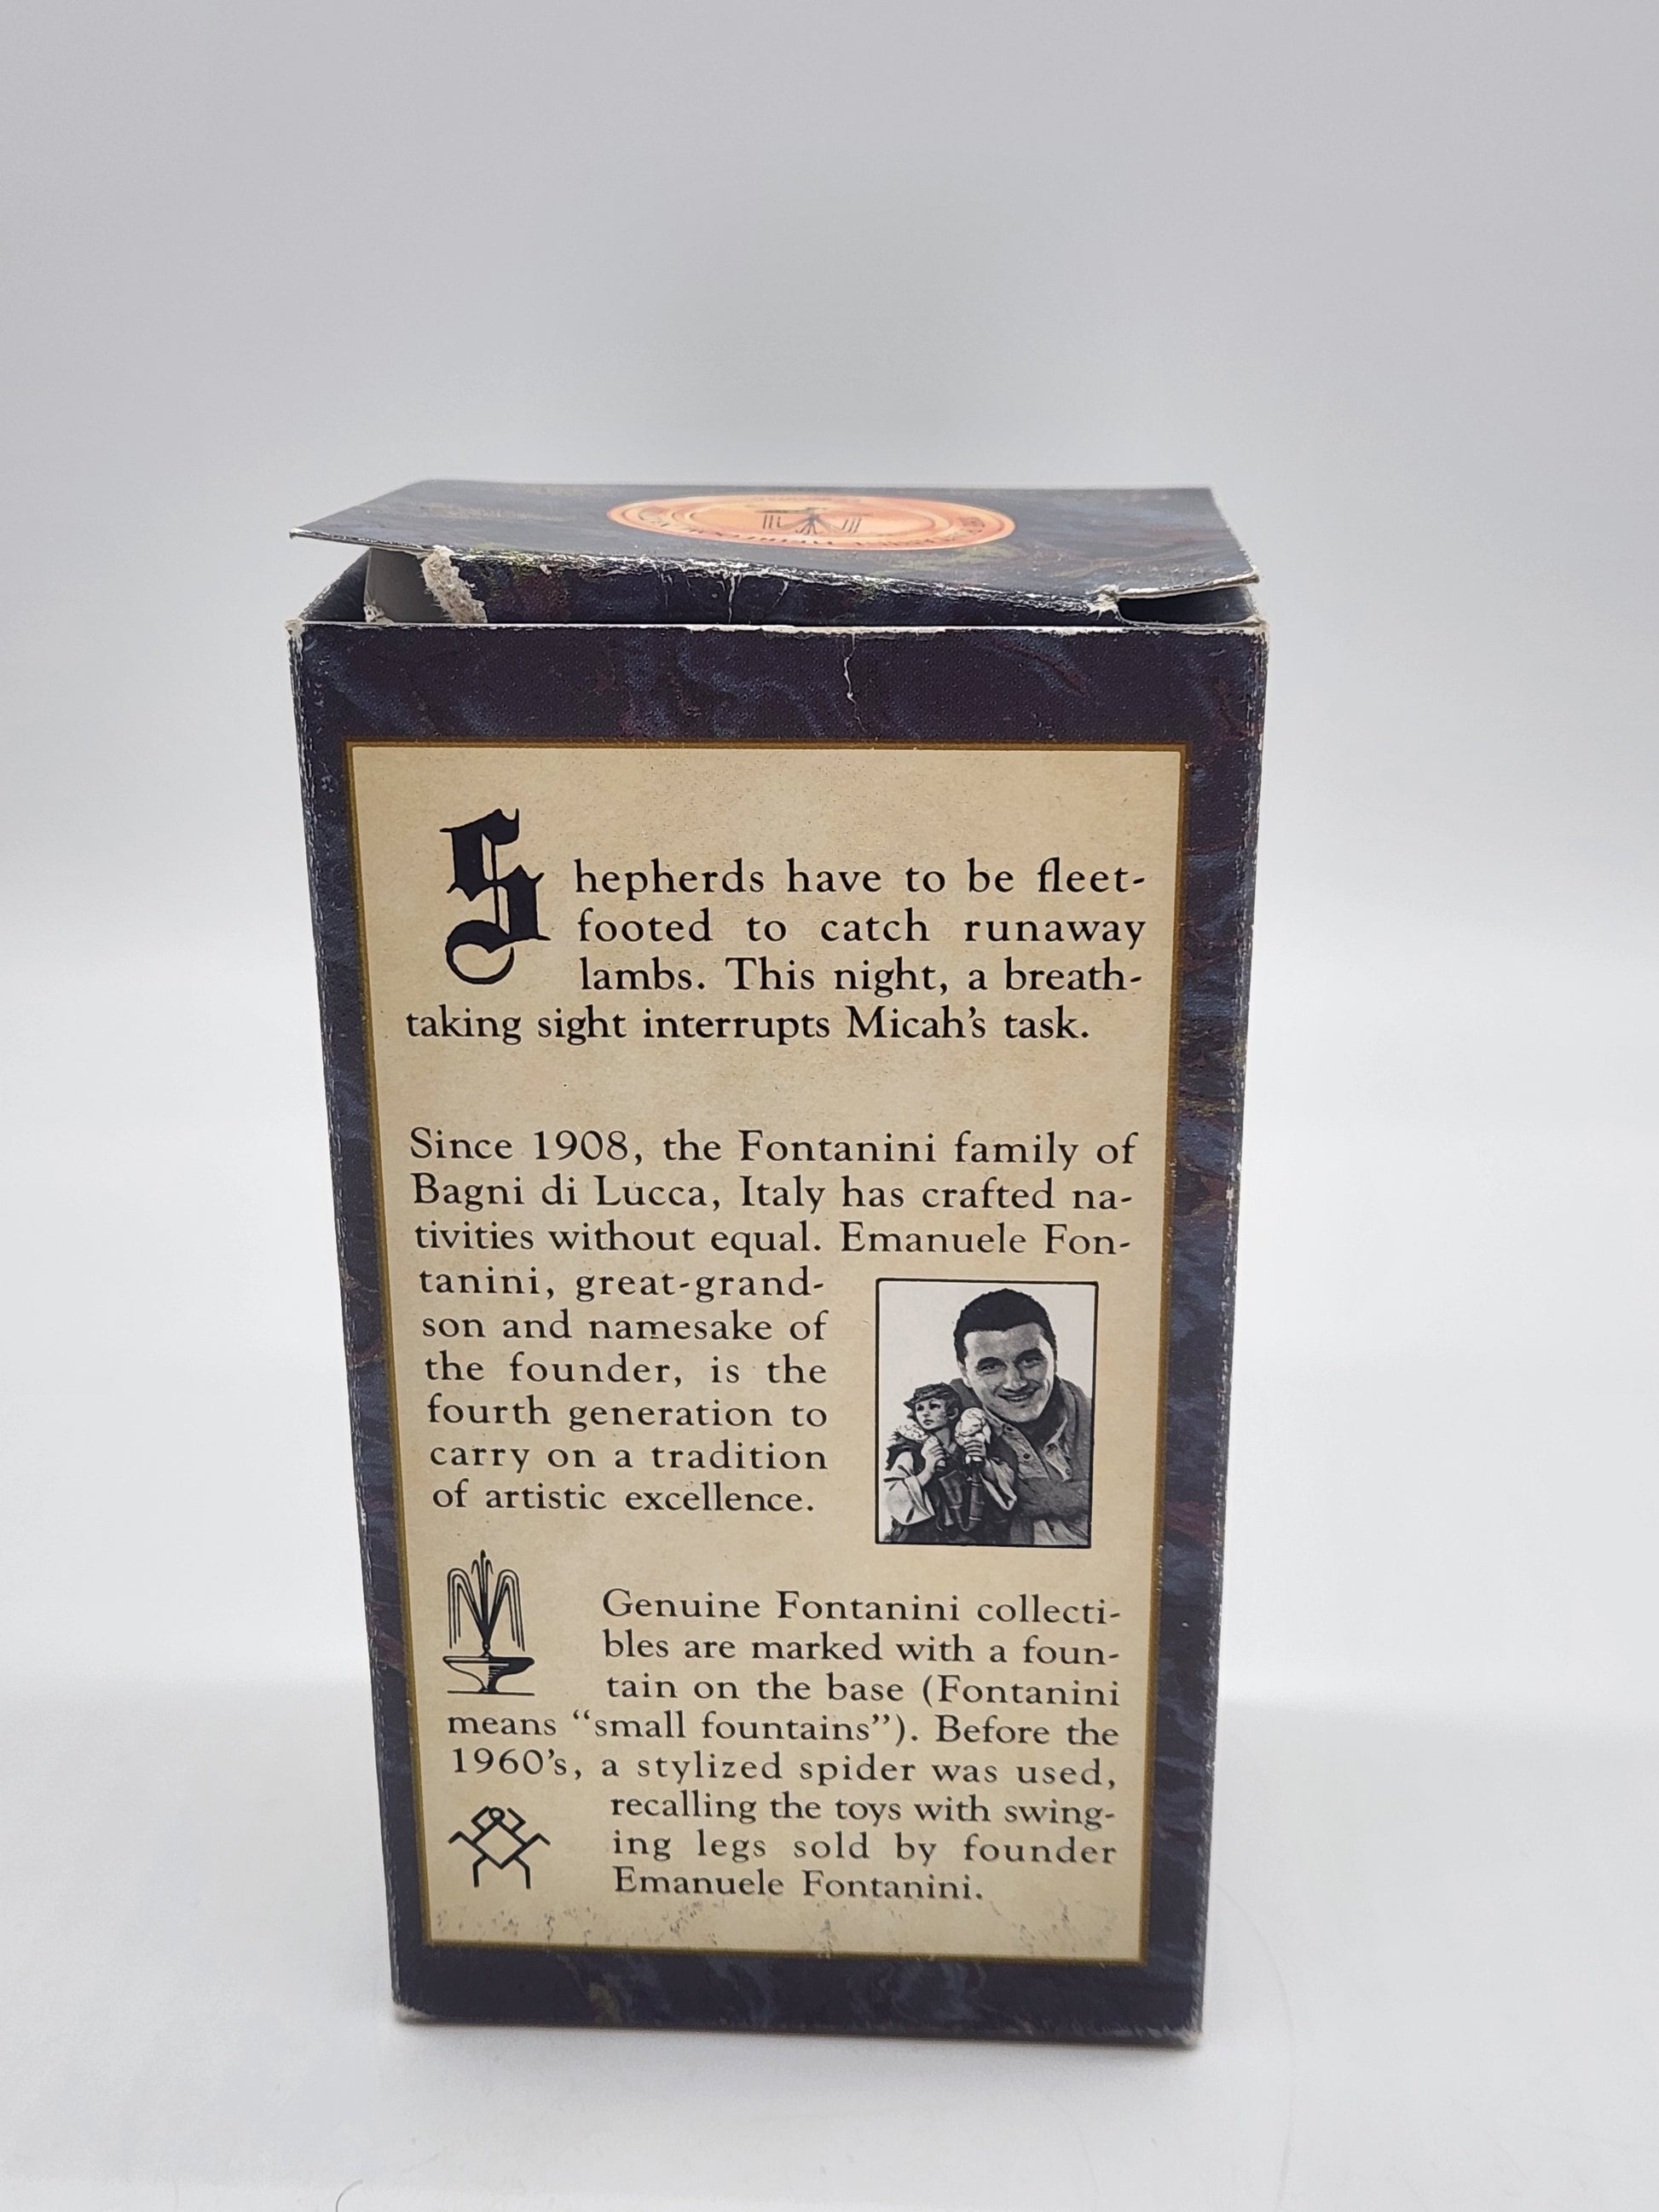 Shepherds have to be fleet-
footed to catch runaway
lambs. This night, a breath-
taking sight interrupts Micah's task.
Since 1908, the Fontanini family of
Bagni di Lucca, Italy has crafted na-
tivities without equal. Emanuele Fon-
tanini, great-grand-
son and namesake of
the founder, is the
fourth generation to
carry on a tradition
of artistic excellence.
Genuine Fontanini collecti-
bles are marked with a foun-
tain on the base (Fontanini
means “small fountains”). Before the
1960's, a stylized spider was used,
recalling the toys with swing-
ing legs sold by founder
Emanuele Fontanini.